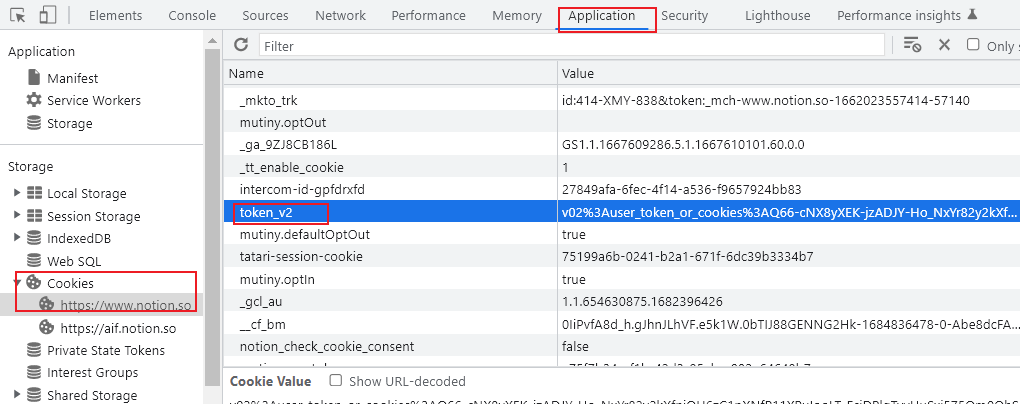 Elements Console Sources Network Performance Memory Application Security Lighthouse Performance insights
Application
Manifest
Service Workers
Storage
Storage
Local Storage
Session Storage
IndexedDB
Web SQL
Cookies
https://www.notion.so
https://aif.notion.so
Private State Tokens
Interest Groups
Shared Storage
Filter Only
Name Value
_mkto_trk id:414-XMY-838&token:_mch-www.notion.so-1662023557414-57140
mutiny.optOut
_ga_9ZJ8CB186L GS1.1.1667609286.5.1.1667610101.60.0.0
_tt_enable_cookie 1
intercom-id-gpfdrxfd 27849afa-6fec-4f14-a536-f9657924bb83
token_v2 v02%3Auser_token_or_cookies%3AQ66-cNX8yXEK-jzADJY-Ho_NxYr82y2kXf...
mutiny.defaultOptOut true
tatari-session-cookie 75199a6b-0241-b2a1-671f-6dc39b3334b7
mutiny.optIn true
_gcl_au 1.1.654630875.1682396426
__cf_bm 0IiPvfA8d_h.gJhnJLhVF.e5k1W.0bTIJ88GENNG2Hk-1684836478-0-Abe8dcFA...
notion_check_cookie_consent false
Cookie Value Show URL-decoded